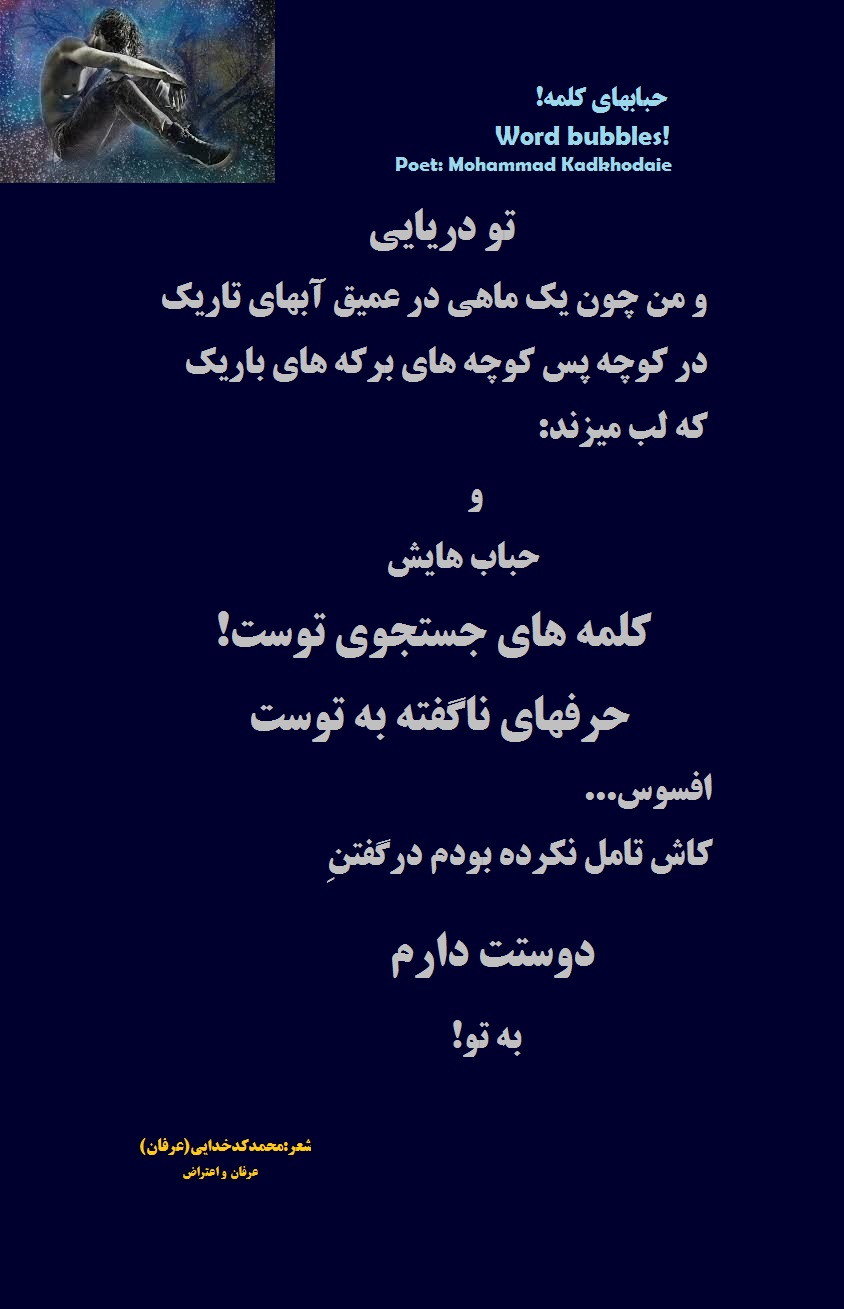 حبابهای کلمه!
Word bubbles!
Poet: Mohammad Kadkhodaie
تو دریایی
و من چون یک ماهی در عمیق آبهای تاریک
در کوچه پس کوچه های برکه های باریک
که لب میزند:
و
حباب هایش
کلمه های جستجوی توست!
حرفهای ناگفته به توست
افسوس...
کاش تامل نکرده بودم درگفتنِ
دوستت دارم
به تو!
شعر:محمدکدخدایی(عرفان)
عرفان و اعتراض